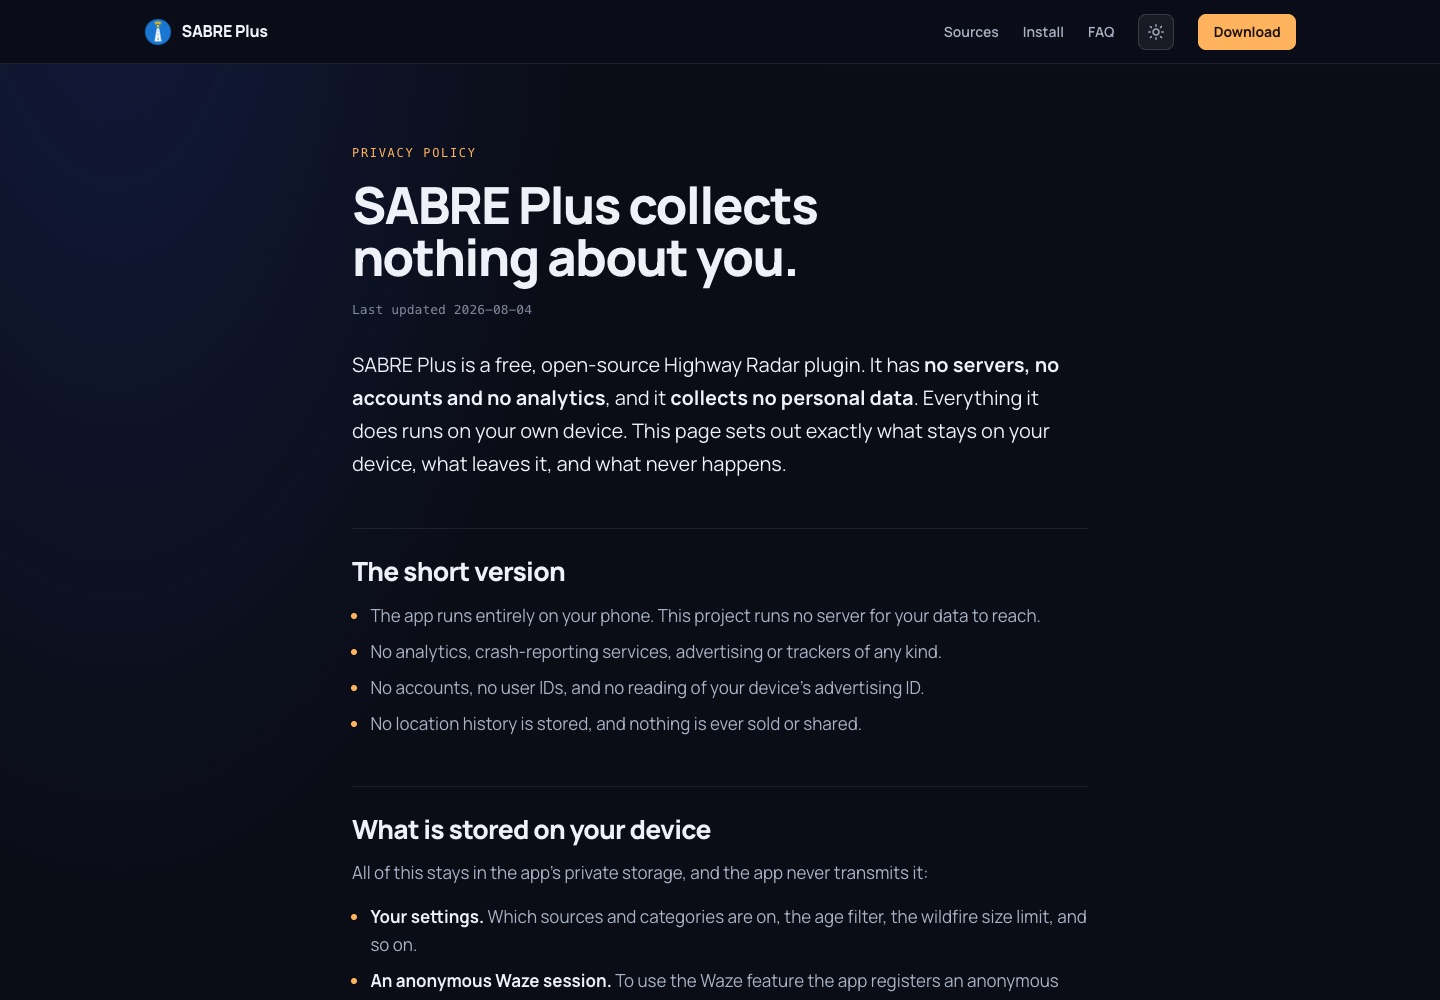 SABRE Plus
Sources
Install
FAQ
Download
PRIVACY POLICY
SABRE Plus collects
nothing about you.
Last updated 2026-08-04
SABRE Plus is a free, open-source Highway Radar plugin. It has no servers, no
accounts and no analytics, and it collects no personal data. Everything it
does runs on your own device. This page sets out exactly what stays on your
device, what leaves it, and what never happens.
The short version
The app runs entirely on your phone. This project runs no server for your data to reach.
No analytics, crash-reporting services, advertising or trackers of any kind.
No accounts, no user IDs, and no reading of your device’s advertising ID.
No location history is stored, and nothing is ever sold or shared.
What is stored on your device
All of this stays in the app’s private storage, and the app never transmits it:
Your settings. Which sources and categories are on, the age filter, the wildfire size limit, and
so on.
An anonymous Waze session. To use the Waze feature the app registers an anonymous